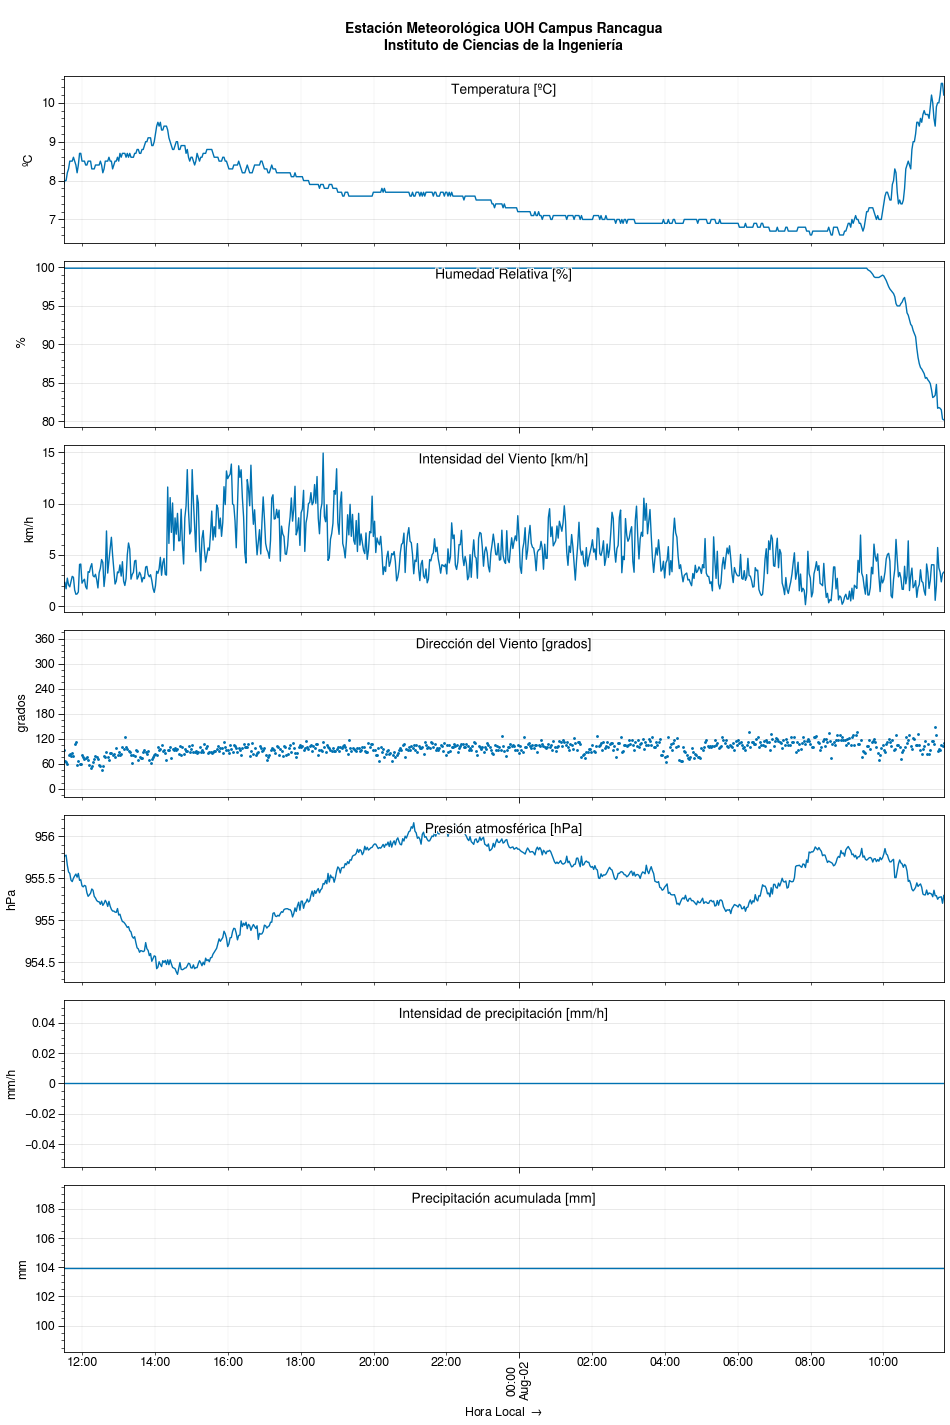 Estación Meteorológica UOH Campus Rancagua
Instituto de Ciencias de la Ingeniería
Temperatura [ºC]
ºC
10
9
8
7
Humedad Relativa [%]
%
100
95
90
85
80
Intensidad del Viento [km/h]
km/h
15
10
5
0
Dirección del Viento [grados]
grados
360
300
240
180
120
60
0
Presión atmosférica [hPa]
hPa
956
955.5
955
954.5
Intensidad de precipitación [mm/h]
mm/h
0.04
0.02
0
−0.02
−0.04
Precipitación acumulada [mm]
mm
108
106
104
102
100
12:00 14:00 16:00 18:00 20:00 22:00 00:00 02:00 04:00 06:00 08:00 10:00
Aug-02
Hora Local →